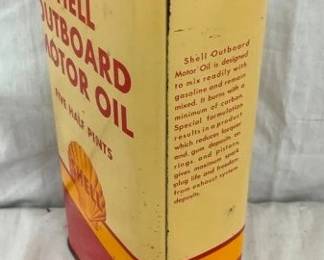 SHELL
OUTBOARD
MOTOR OIL
FIVE HALF PINTS
SHELL
Shell Outboard
Motor Oil is designed
to mix readily with
gasoline and remain
mixed. It burns with a
minimum of carbon.
Special formulation
results in a product
which reduces lacquer
and gum deposits on
rings and pistons,
gives maximum spark
plug life and freedom
from exhaust system
deposits.